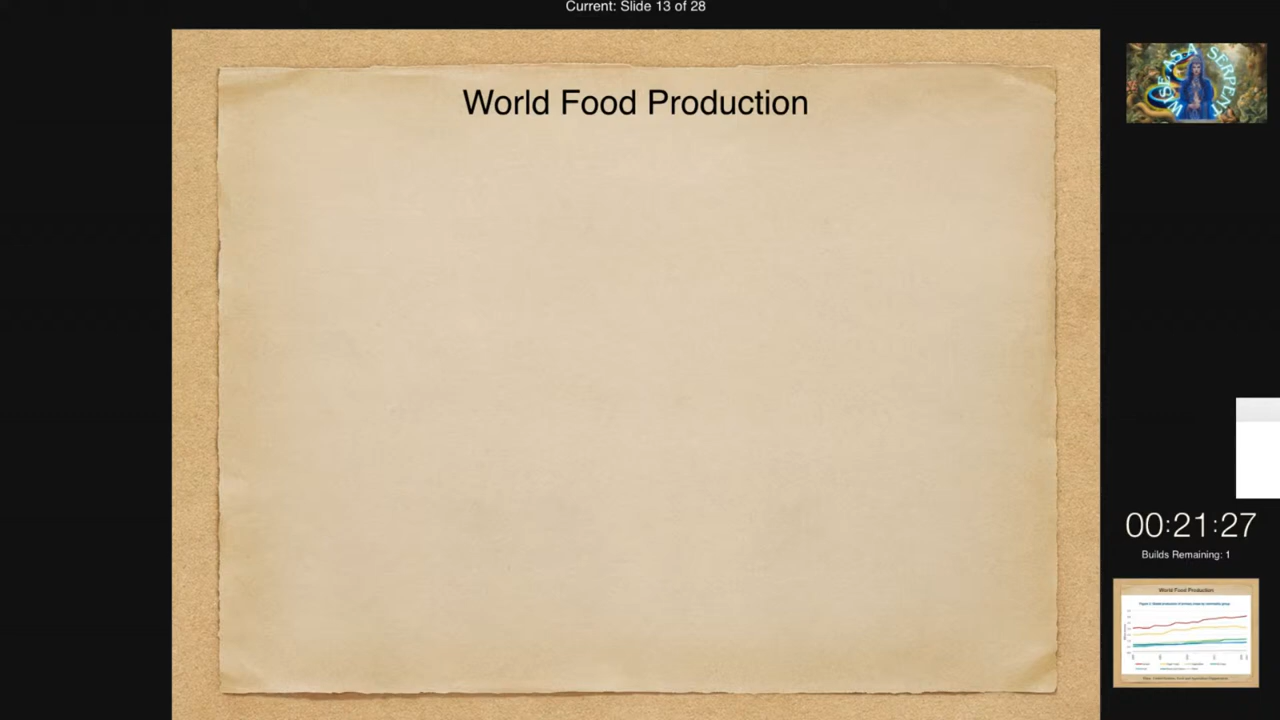 Current: Slide 13 of 28
World Food Production
WISE AS A SERPENT
00:21:27
Builds Remaining: 1
World Food Production